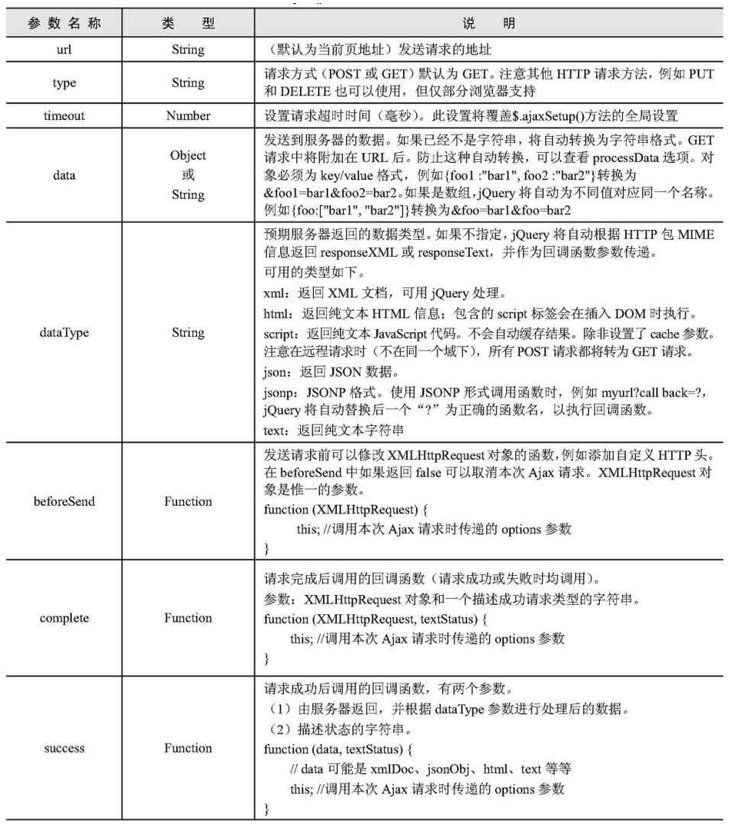 参 数 名 称 类 型 说 明
url String （默认为当前页地址）发送请求的地址
type String 请求方式（POST 或 GET）默认为 GET。注意其他 HTTP 请求方法，例如 PUT
和 DELETE 也可以使用，但仅部分浏览器支持
timeout Number 设置请求超时时间（毫秒）。此设置将覆盖$.ajaxSetup()方法的全局设置
data Object
或
String
发送到服务器的数据。如果已经不是字符串，将自动转换为字符串格式。GET
请求中将附加在 URL 后。防止这种自动转换，可以查看 processData 选项。对
象必须为 key/value 格式，例如{foo1 :"bar1", foo2 :"bar2"}转换为
&foo1=bar1&foo2=bar2。如果是数组，jQuery 将自动为不同值对应同一个名称。
例如{foo:["bar1", "bar2"]}转换为&foo=bar1&foo=bar2
dataType String
预期服务器返回的数据类型。如果不指定，jQuery 将自动根据 HTTP 包 MIME
信息返回 responseXML 或 responseText，并作为回调函数参数传递。
可用的类型如下。
xml：返回 XML 文档，可用 jQuery 处理。
html：返回纯文本 HTML 信息；包含的 script 标签会在插入 DOM 时执行。
script：返回纯文本 JavaScript 代码。不会自动缓存结果。除非设置了 cache 参数。
注意在远程请求时（不在同一个域下），所有 POST 请求都将转为 GET 请求。
json：返回 JSON 数据。
jsonp：JSONP 格式。使用 JSONP 形式调用函数时，例如 myurl?call back=?，
jQuery 将自动替换后一个“?”为正确的函数名，以执行回调函数。
text：返回纯文本字符串
beforeSend Function
发送请求前可以修改 XMLHttpRequest 对象的函数，例如添加自定义 HTTP 头。
在 beforeSend 中如果返回 false 可以取消本次 Ajax 请求。XMLHttpRequest 对
象是惟一的参数。
function (XMLHttpRequest) {
this; //调用本次 Ajax 请求时传递的 options 参数
}
complete Function
请求完成后调用的回调函数（请求成功或失败时均调用）。
参数：XMLHttpRequest 对象和一个描述成功请求类型的字符串。
function (XMLHttpRequest, textStatus) {
this; //调用本次 Ajax 请求时传递的 options 参数
}
success Function
请求成功后调用的回调函数，有两个参数。
（1）由服务器返回，并根据 dataType 参数进行处理后的数据。
（2）描述状态的字符串。
function (data, textStatus) {
// data 可能是 xmlDoc、jsonObj、html、text 等等
this; //调用本次 Ajax 请求时传递的 options 参数
}